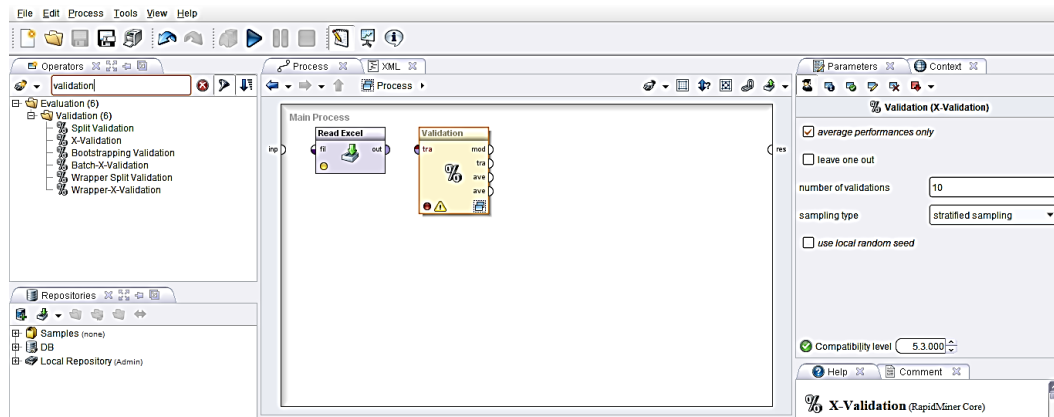 File Edit Process Tools View Help
Operators
validation
Evaluation (6)
Validation (6)
Split Validation
X-Validation
Bootstrapping Validation
Batch-X-Validation
Wrapper Split Validation
Wrapper-X-Validation
Repositories
Samples (none)
DB
Local Repository (Admin)
Process XML
Process
Main Process
inp
Read Excel
fil out
Validation
tra mod
tra
ave
ave
res
Parameters Context
Validation (X-Validation)
average performances only
leave one out
number of validations 10
sampling type stratified sampling
use local random seed
Compatibility level 5.3.000
Help Comment
X-Validation (RapidMiner Core)